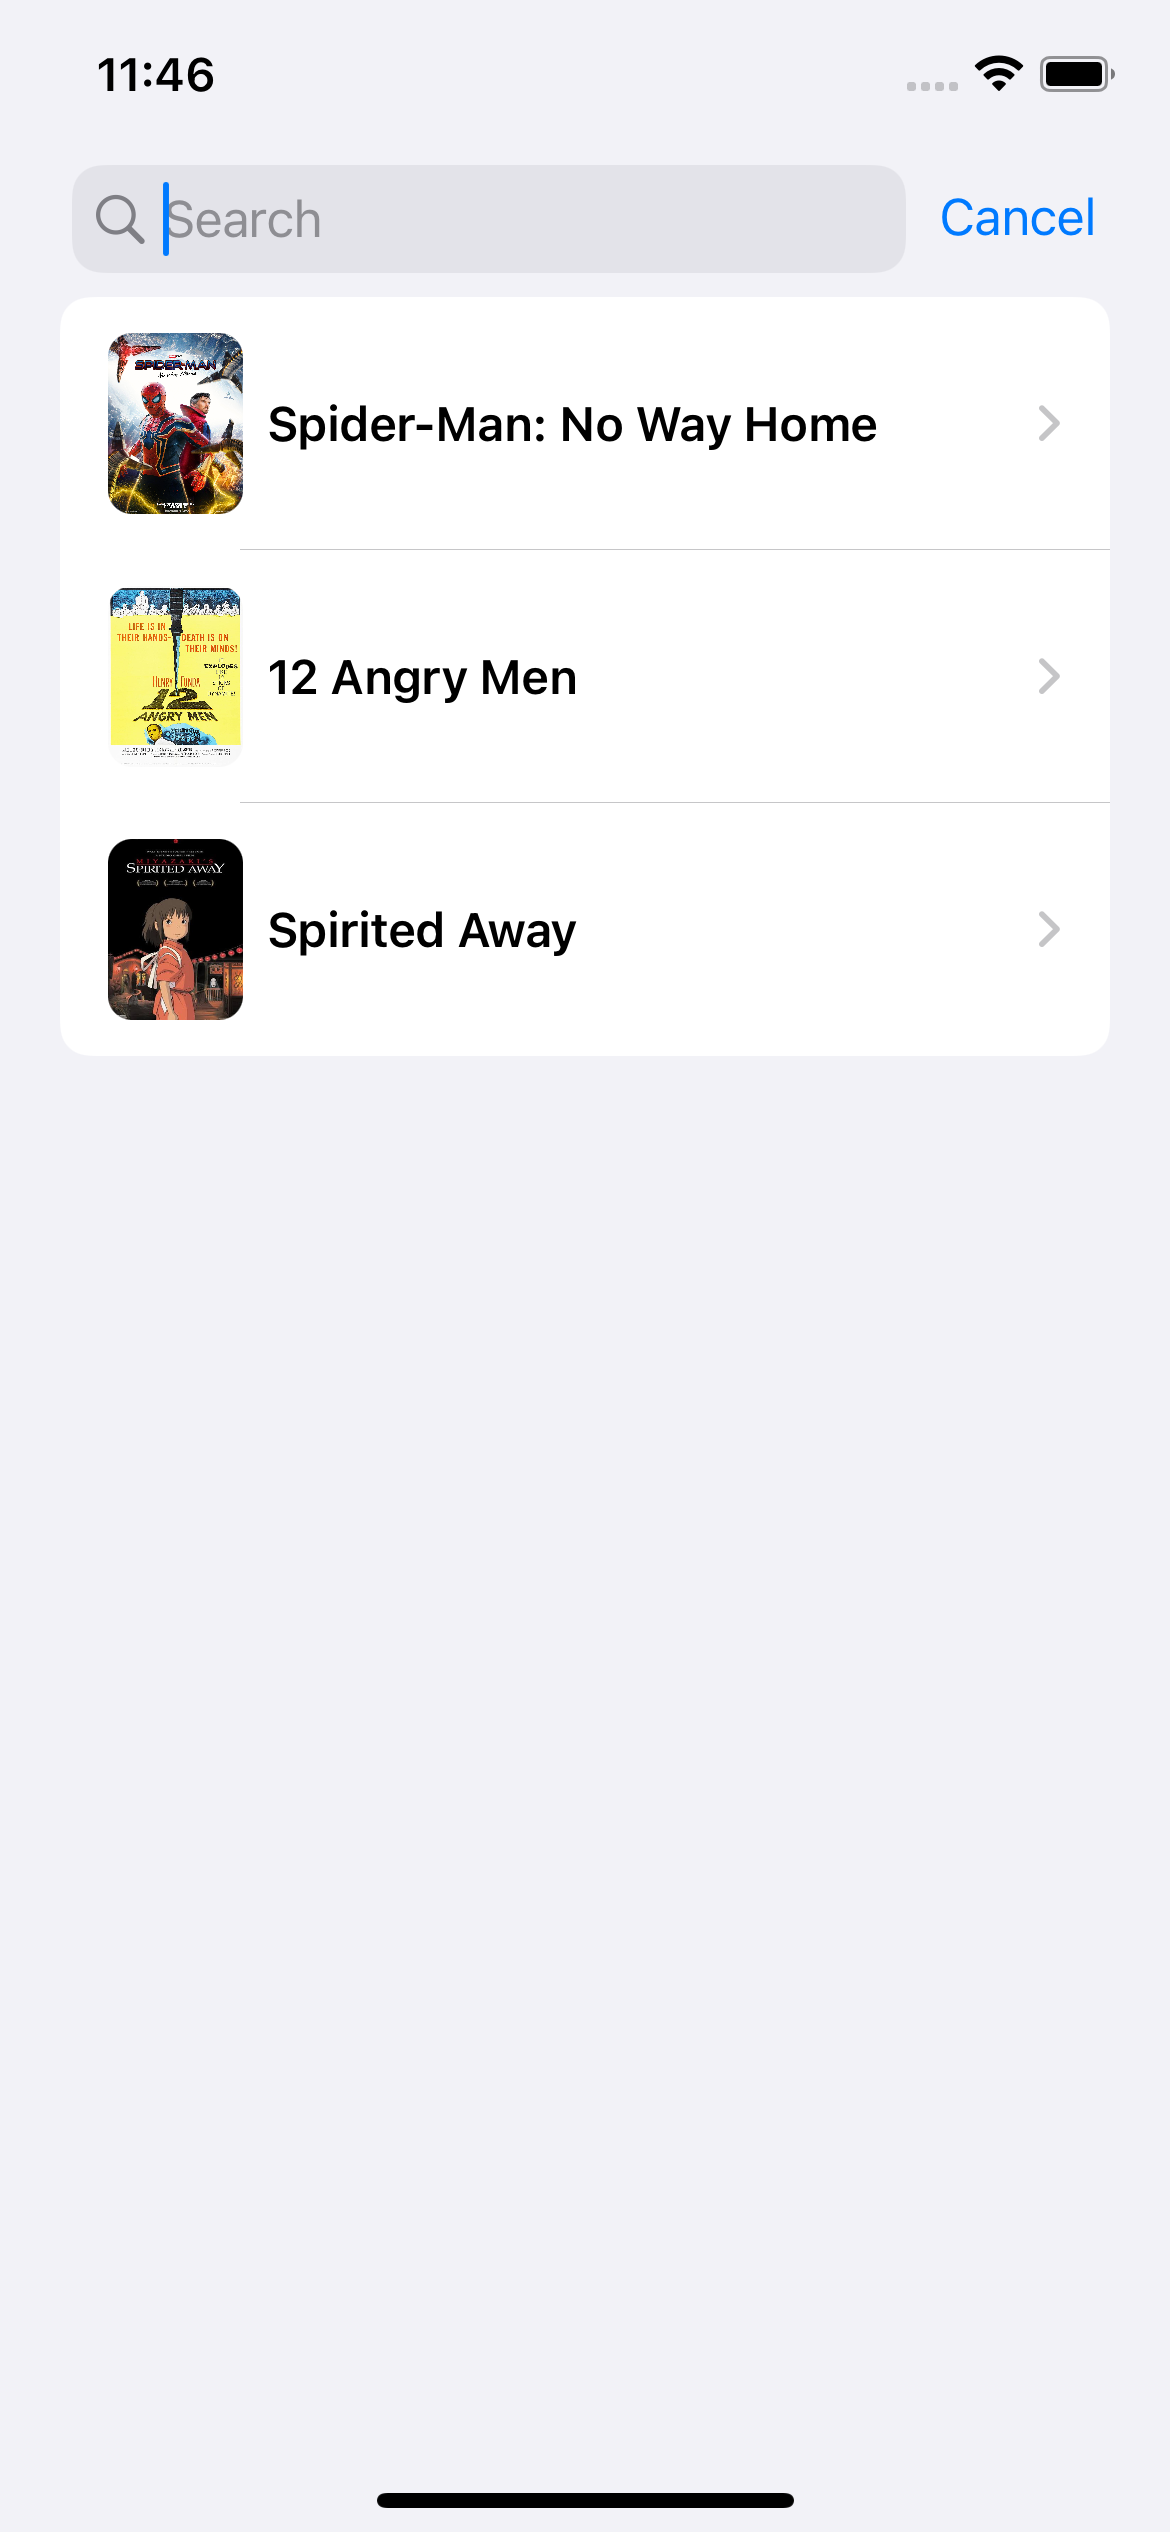 11:46
Search
Cancel
SPIDER-MAN
Spider-Man: No Way Home
LIFE IS IN
THEIR HANDS-
DEATH IS ON
THEIR MINDS!
HENRY FONDA
12
ANGRY MEN
12 Angry Men
MIYAZAKI'S
SPIRITED AWAY
Spirited Away